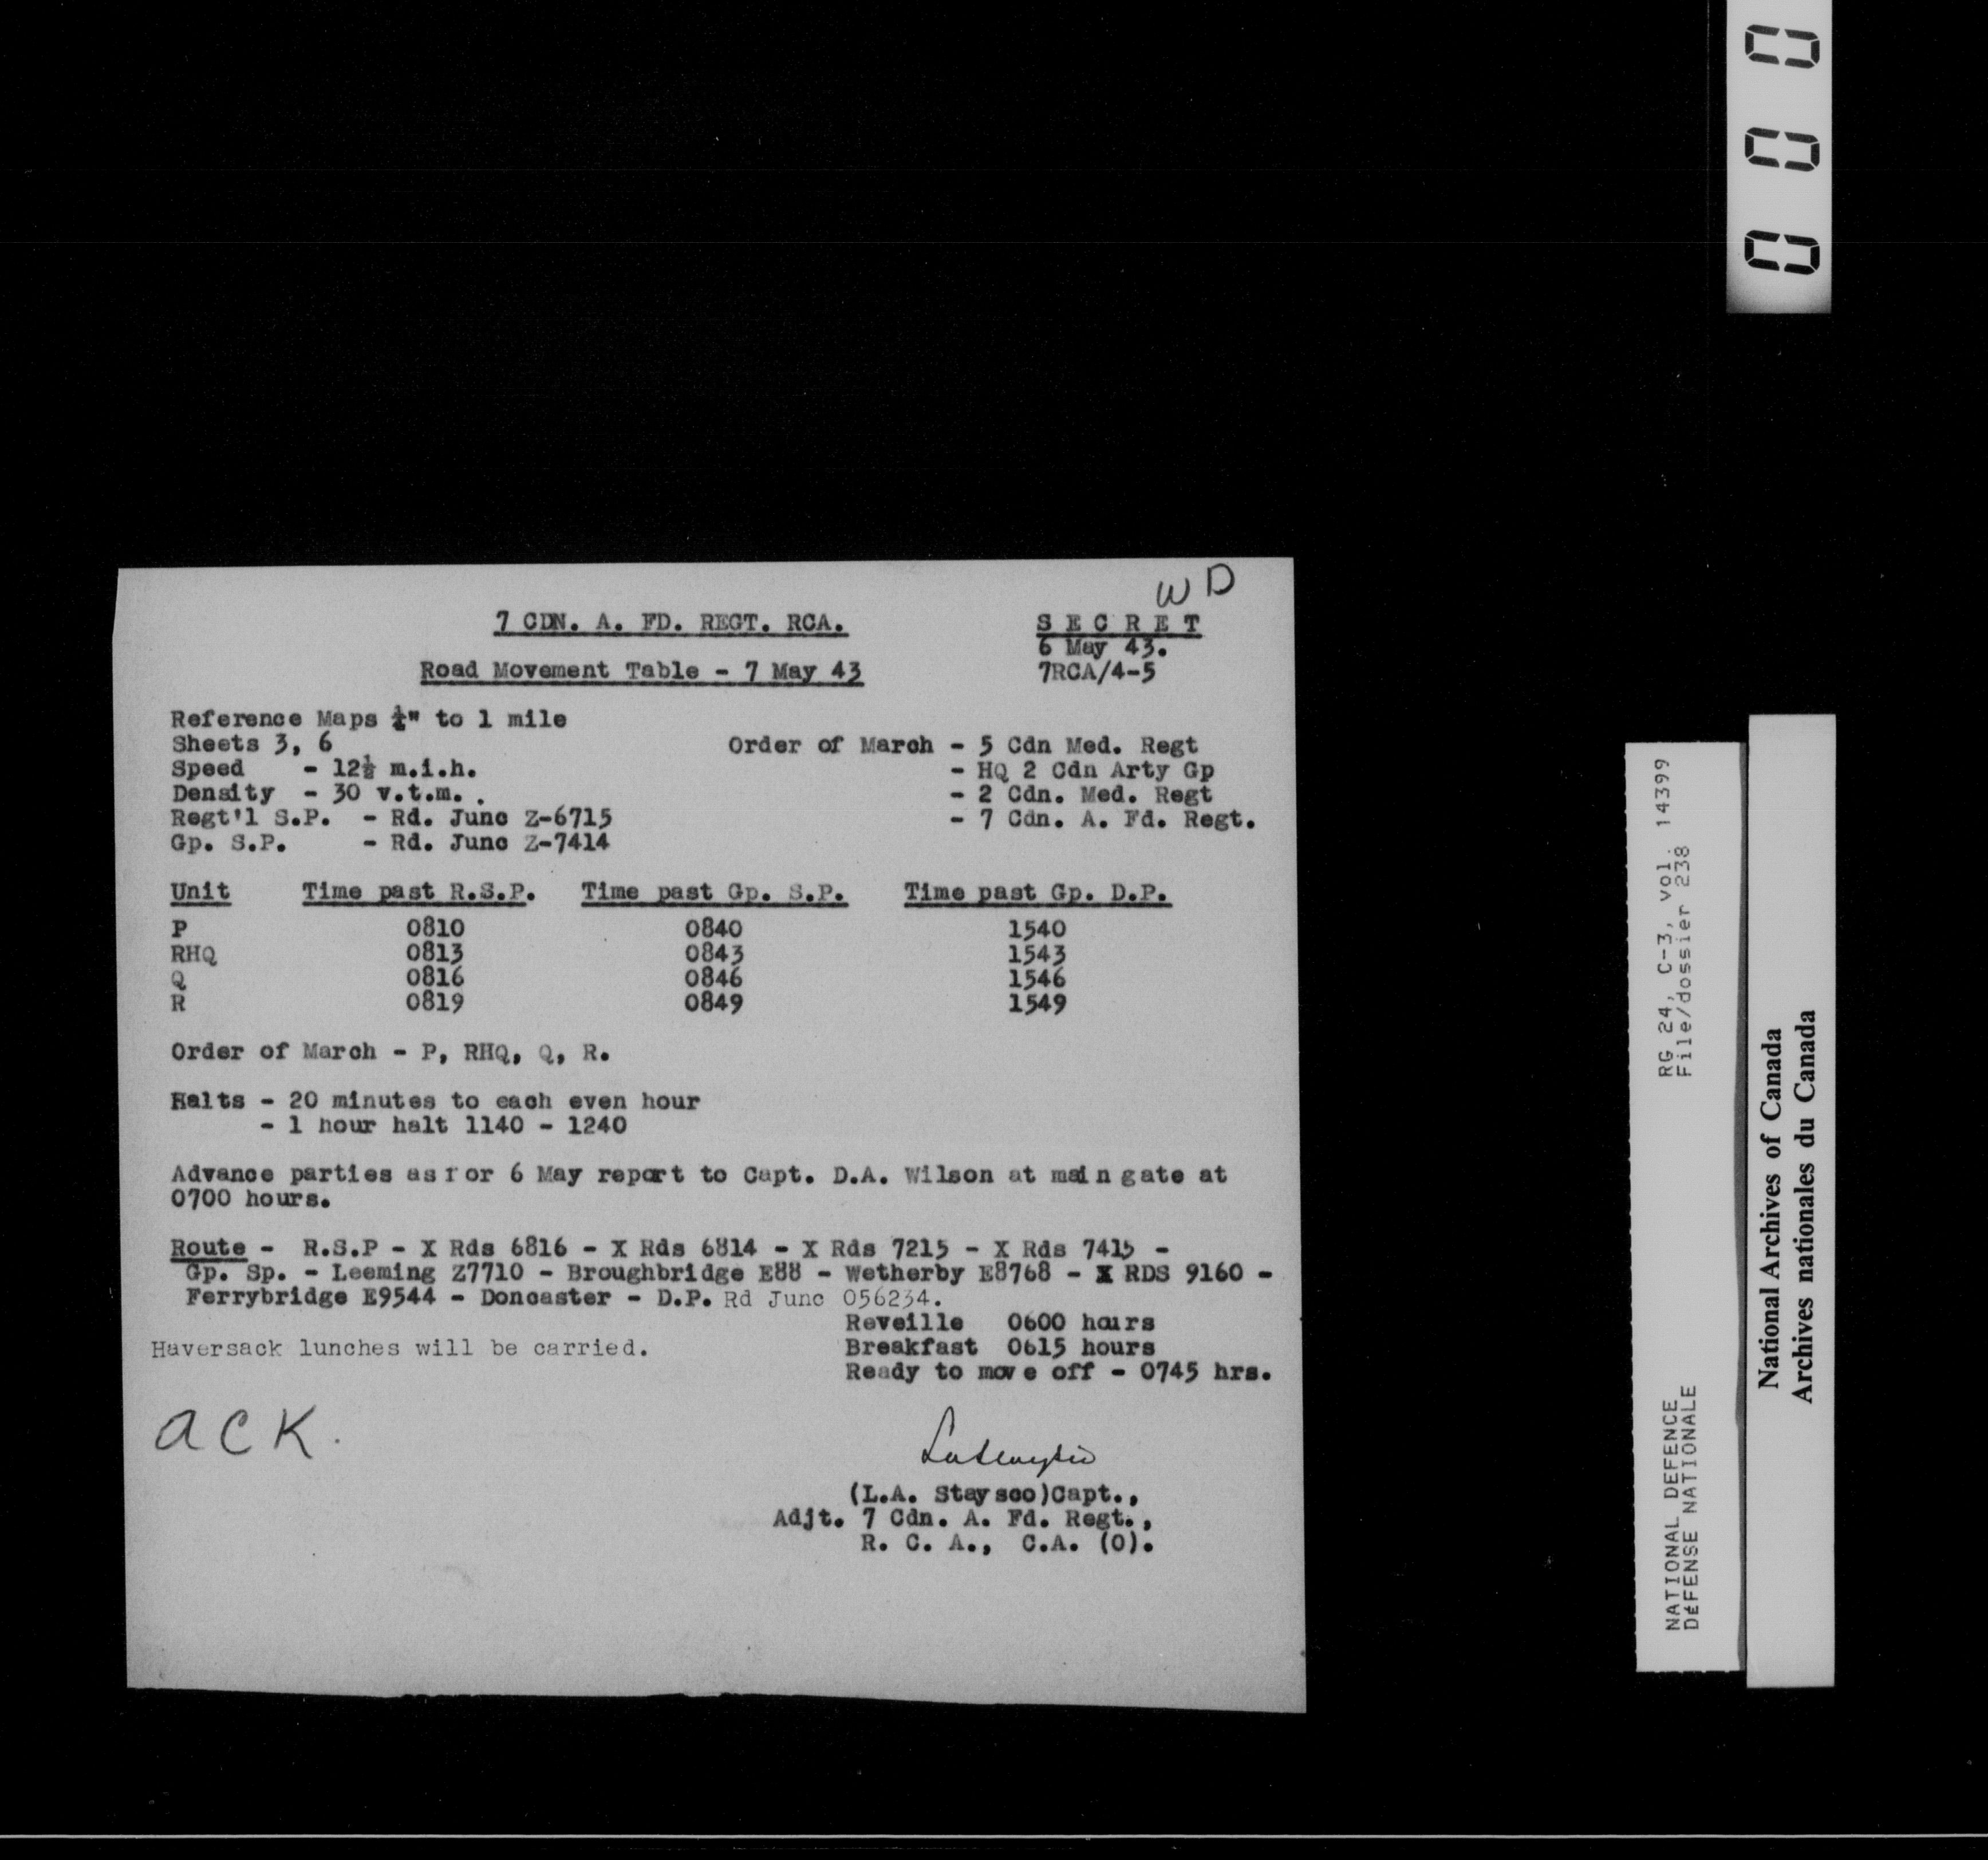 W D
7 CDN. A. FD. REGT. RCA.
S E C R E T
6 May 43.
Road Movement Table - 7 May 43
7RCA/4-5
Reference Maps ¼" to 1 mile
Sheets 3, 6
Speed - 12½ m.i.h.
Density - 30 v.t.m. .
Regt'l S.P. - Rd. Junc Z-6715
Gp. S.P. - Rd. Junc Z-7414
Order of March - 5 Cdn Med. Regt
- HQ 2 Cdn Arty Gp
- 2 Cdn. Med. Regt
- 7 Cdn. A. Fd. Regt.
Unit Time past R.S.P. Time past Gp. S.P. Time past Gp. D.P.
P 0810 0840 1540
RHQ 0813 0843 1543
Q 0816 0846 1546
R 0819 0849 1549
Order of March - P, RHQ, Q, R.
Halts - 20 minutes to each even hour
- 1 hour halt 1140 - 1240
Advance parties as for 6 May report to Capt. D.A. Wilson at main gate at
0700 hours.
Route - R.S.P - X Rds 6816 - X Rds 6814 - X Rds 7215 - X Rds 7415 -
Gp. Sp. - Leeming Z7710 - Broughbridge E88 - Wetherby E8768 - X RDS 9160 -
Ferrybridge E9544 - Doncaster - D.P. Rd Junc 056234.
Reveille 0600 hours
Haversack lunches will be carried.
Breakfast 0615 hours
Ready to move off - 0745 hrs.
ACK.
(L.A. Staysco)Capt.,
Adjt. 7 Cdn. A. Fd. Regt.,
R. C. A., C.A. (O).
000
RG 24, C-3, vol. 14399
File/dossier 238
NATIONAL DEFENCE
DÉFENSE NATIONALE
National Archives of Canada
Archives nationales du Canada